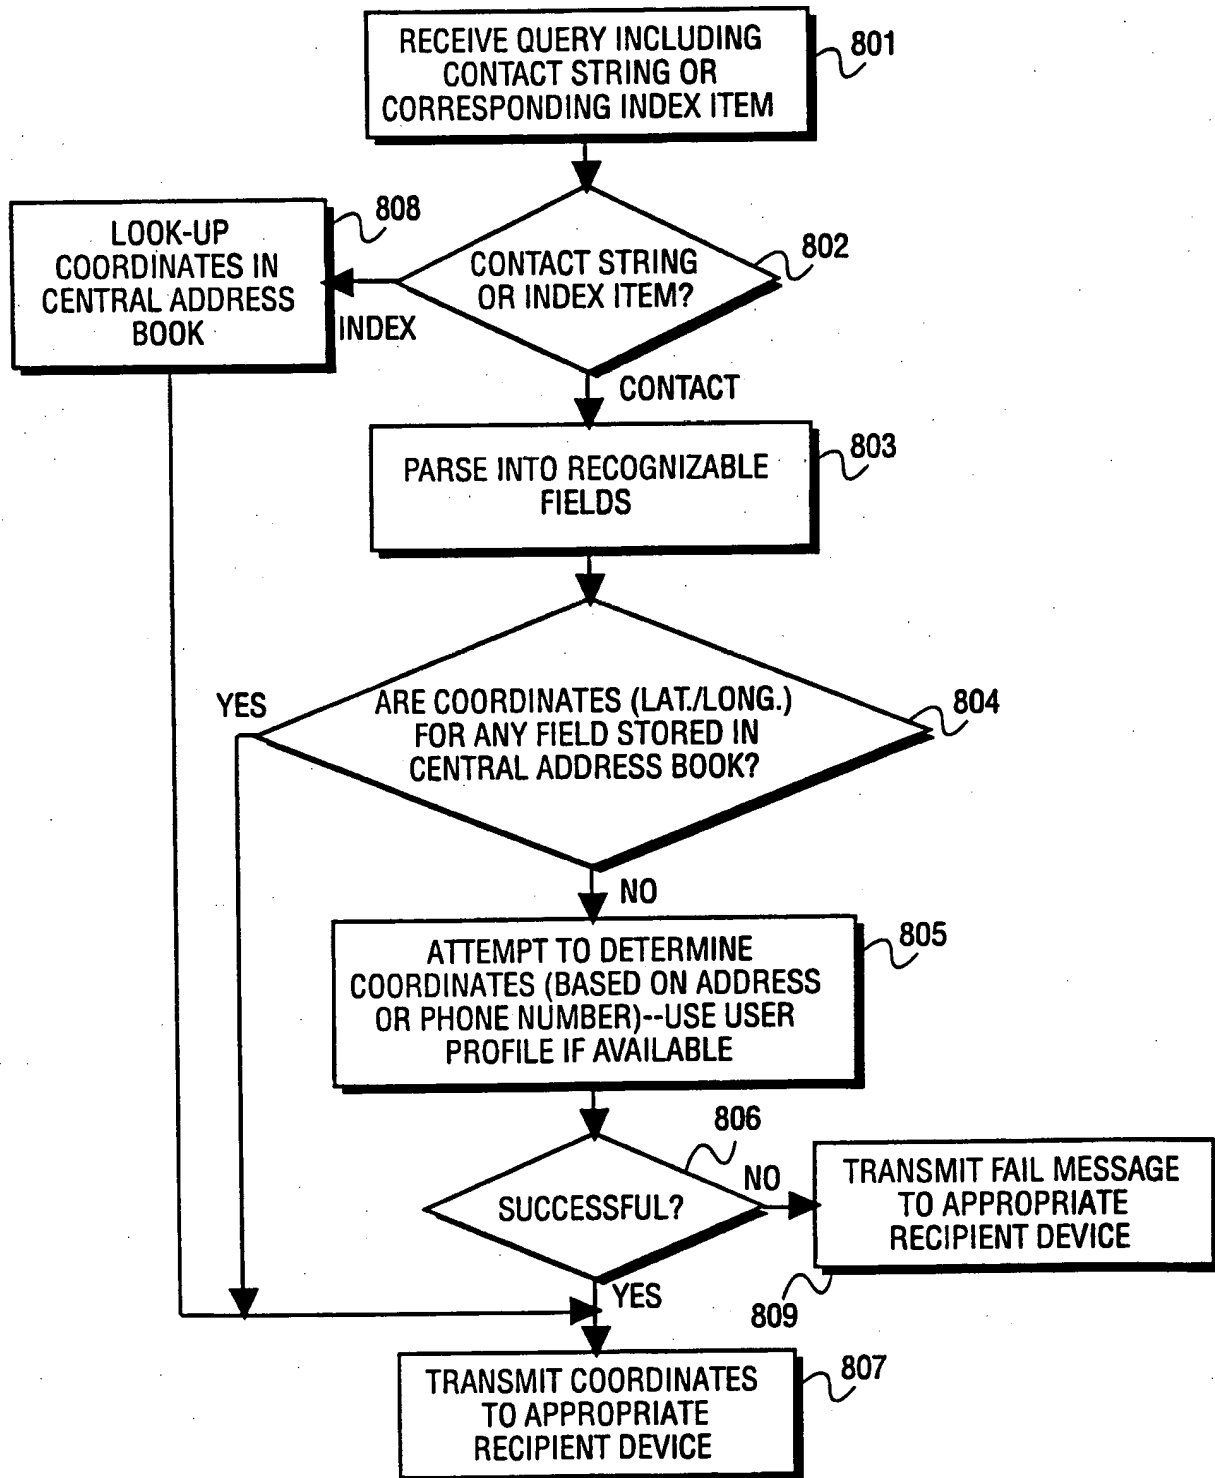 RECEIVE QUERY INCLUDING
CONTACT STRING OR
CORRESPONDING INDEX ITEM
801
808
LOOK-UP
COORDINATES IN
CENTRAL ADDRESS
BOOK
802
CONTACT STRING
OR INDEX ITEM?
INDEX
CONTACT
803
PARSE INTO RECOGNIZABLE
FIELDS
YES
ARE COORDINATES (LAT./LONG.)
FOR ANY FIELD STORED IN
CENTRAL ADDRESS BOOK?
804
NO
805
ATTEMPT TO DETERMINE
COORDINATES (BASED ON ADDRESS
OR PHONE NUMBER)--USE USER
PROFILE IF AVAILABLE
806
SUCCESSFUL?
NO
TRANSMIT FAIL MESSAGE
TO APPROPRIATE
RECIPIENT DEVICE
809
YES
807
TRANSMIT COORDINATES
TO APPROPRIATE
RECIPIENT DEVICE